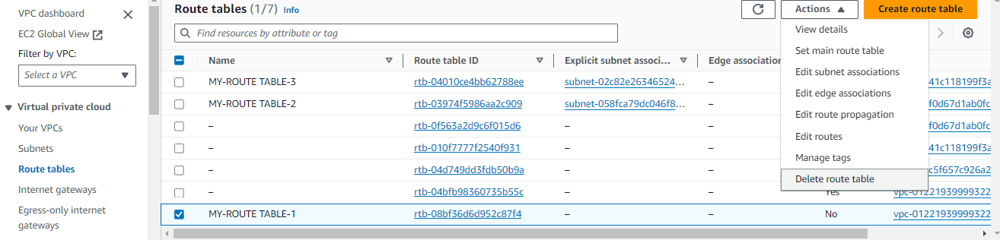 VPC dashboard
EC2 Global View
Filter by VPC:
Select a VPC
Virtual private cloud
Your VPCs
Subnets
Route tables
Internet gateways
Egress-only internet
gateways
Route tables (1/7) Info
Actions
Create route table
Find resources by attribute or tag
Name Route table ID Explicit subnet associ... Edge association
MY-ROUTE TABLE-3 rtb-04010ce4bb62788ee subnet-02c82e26346524... – 41c118199f3a
MY-ROUTE TABLE-2 rtb-03974f5986aa2c909 subnet-058fca79dc046f8... – f0d67d1ab0fc
– rtb-0f563a2d9c6f015d6 – – f0d67d1ab0fc
– rtb-010f7777f2540f931 – – 41c118199f3a
– rtb-04d749dd3fdb50b9a – – c5f657c926a2
– rtb-04bfb98360735b55c – – Yes vpc-01221939999322
MY-ROUTE TABLE-1 rtb-08bf36d6d952c87f4 – – No vpc-01221939999322
View details
Set main route table
Edit subnet associations
Edit edge associations
Edit route propagation
Edit routes
Manage tags
Delete route table